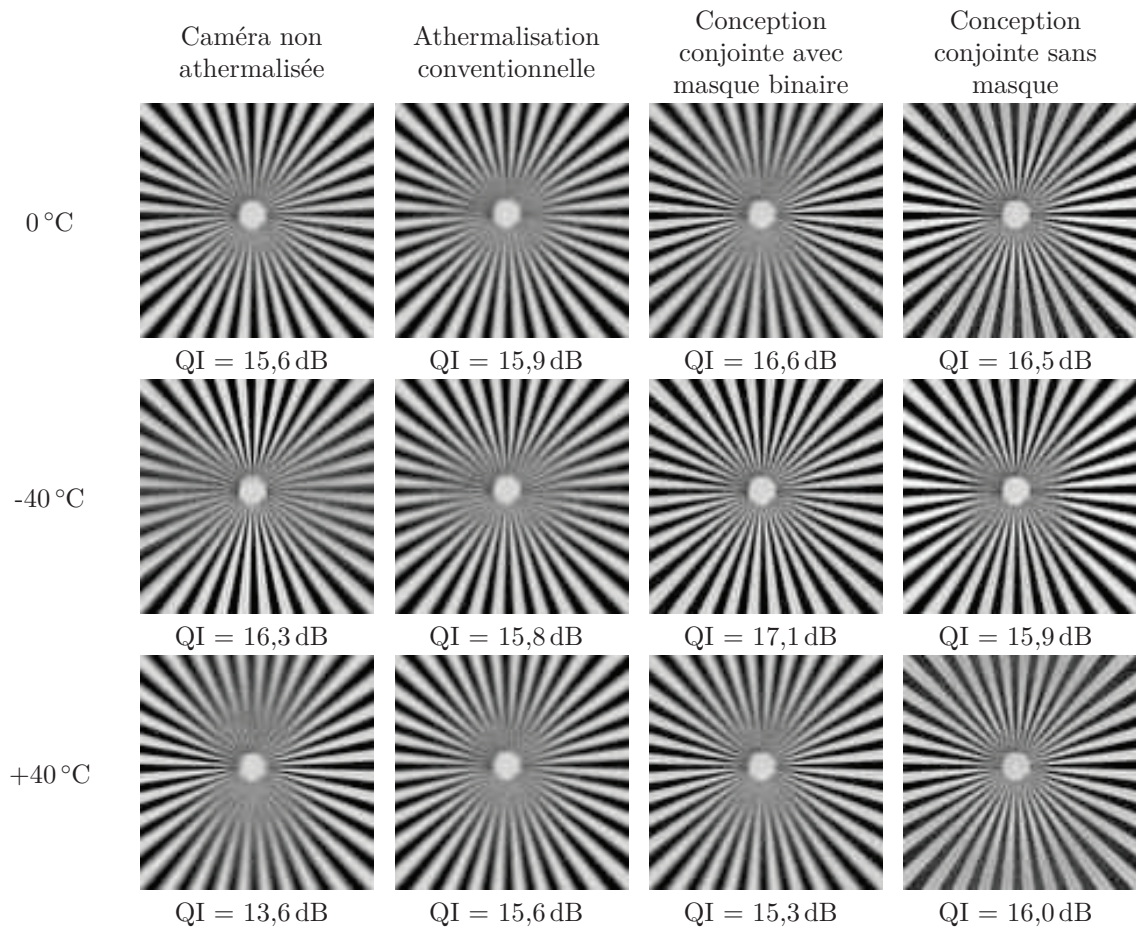 Caméra non
athermalisée
Athermalisation
conventionnelle
Conception
conjointe avec
masque binaire
Conception
conjointe sans
masque
0 °C
QI = 15,6 dB
QI = 15,9 dB
QI = 16,6 dB
QI = 16,5 dB
-40 °C
QI = 16,3 dB
QI = 15,8 dB
QI = 17,1 dB
QI = 15,9 dB
+40 °C
QI = 13,6 dB
QI = 15,6 dB
QI = 15,3 dB
QI = 16,0 dB